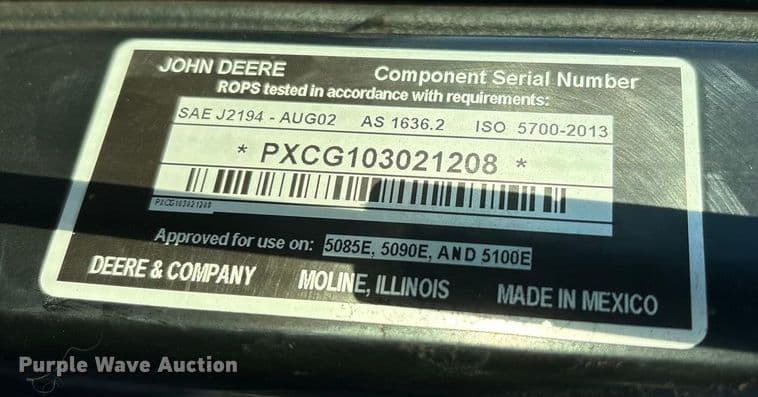 JOHN DEERE Component Serial Number
ROPS tested in accordance with requirements:
SAE J2194 - AUG02 AS 1636.2 ISO 5700-2013
* PXCG103021208 *
PXCG103021208
Approved for use on: 5085E, 5090E, AND 5100E
DEERE & COMPANY MOLINE, ILLINOIS MADE IN MEXICO
Purple Wave Auction